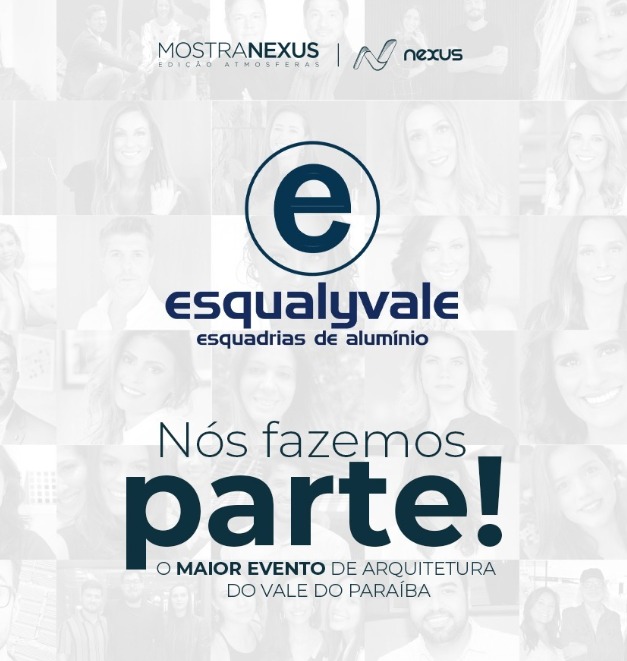 MOSTRANEXUS | nexus
EDIÇÃO ATMOSFERAS
e
esqualyvale
esquadrias de alumínio
Nós fazemos
parte!
O MAIOR EVENTO DE ARQUITETURA
DO VALE DO PARAÍBA